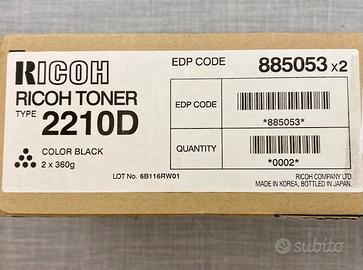 RICOH
RICOH TONER
TYPE 2210D
COLOR BLACK
2 x 360g
LOT No. 6B116RW01
EDP CODE 885053 x2
EDP CODE
*885053*
QUANTITY
*0002*
RICOH COMPANY LTD.
MADE IN KOREA, BOTTLED IN JAPAN.
subito